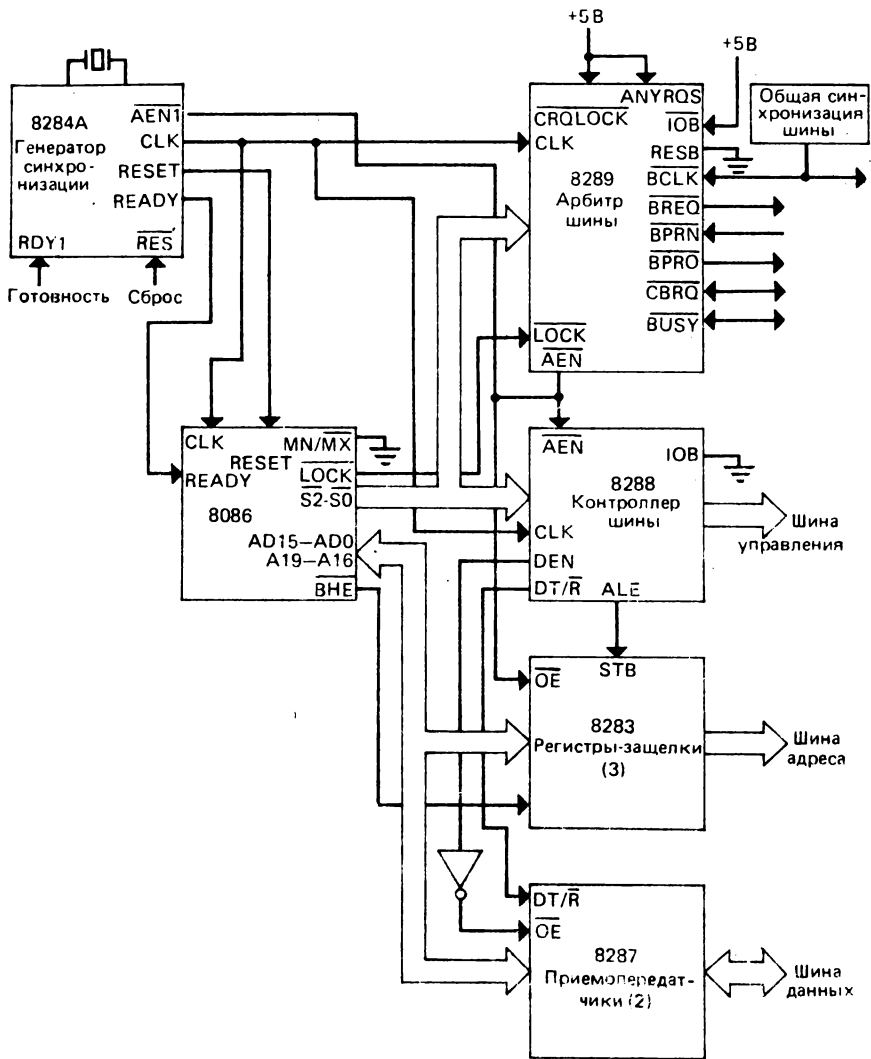 +5В
+5В
8284A
Генератор
синхро-
низации
AEN1
CLK
RESET
READY
RDY1
RES
Готовность
Сброс
ANYRQS
CRQLOCK
CLK
IOB
RESB
8289
Арбитр
шины
BCLK
BREQ
BPRN
BPRO
CBRQ
BUSY
LOCK
AEN
Общая син-
хронизация
шины
CLK
MN/MX
RESET
READY
LOCK
S2-S0
8086
AD15–AD0
A19–A16
BHE
AEN
IOB
8288
Контроллер
шины
CLK
DEN
DT/R
ALE
Шина
управления
STB
OE
8283
Регистры-защелки
(3)
Шина
адреса
DT/R
OE
8287
Приемопередат-
чики (2)
Шина
данных